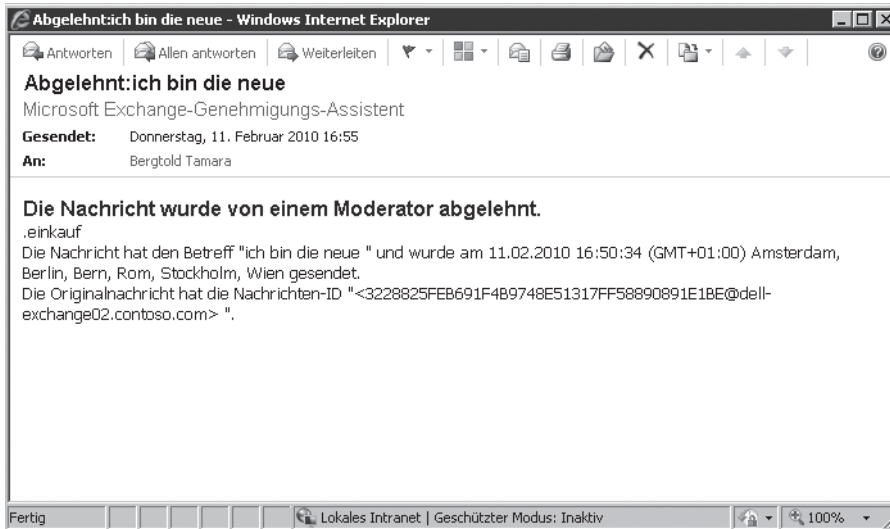 Abgelehnt:ich bin die neue - Windows Internet Explorer
Antworten Allen antworten Weiterleiten
Abgelehnt:ich bin die neue
Microsoft Exchange-Genehmigungs-Assistent
Gesendet: Donnerstag, 11. Februar 2010 16:55
An: Bergtold Tamara
Die Nachricht wurde von einem Moderator abgelehnt.
.einkauf
Die Nachricht hat den Betreff "ich bin die neue " und wurde am 11.02.2010 16:50:34 (GMT+01:00) Amsterdam,
Berlin, Bern, Rom, Stockholm, Wien gesendet.
Die Originalnachricht hat die Nachrichten-ID "<3228825FEB691F4B9748E51317FF58890891E1BE@dell-
exchange02.contoso.com> ".
Fertig Lokales Intranet | Geschützter Modus: Inaktiv 100%